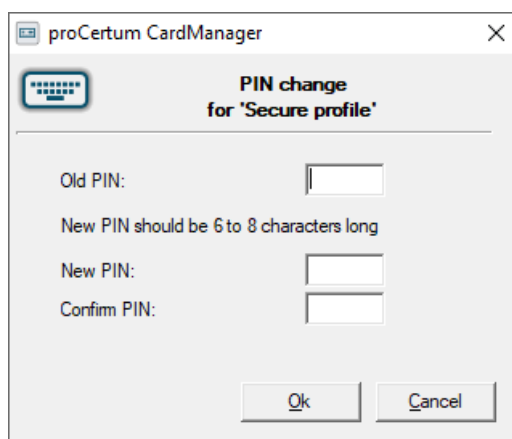 proCertum CardManager
PIN change
for 'Secure profile'
Old PIN:
New PIN should be 6 to 8 characters long
New PIN:
Confirm PIN:
Ok
Cancel